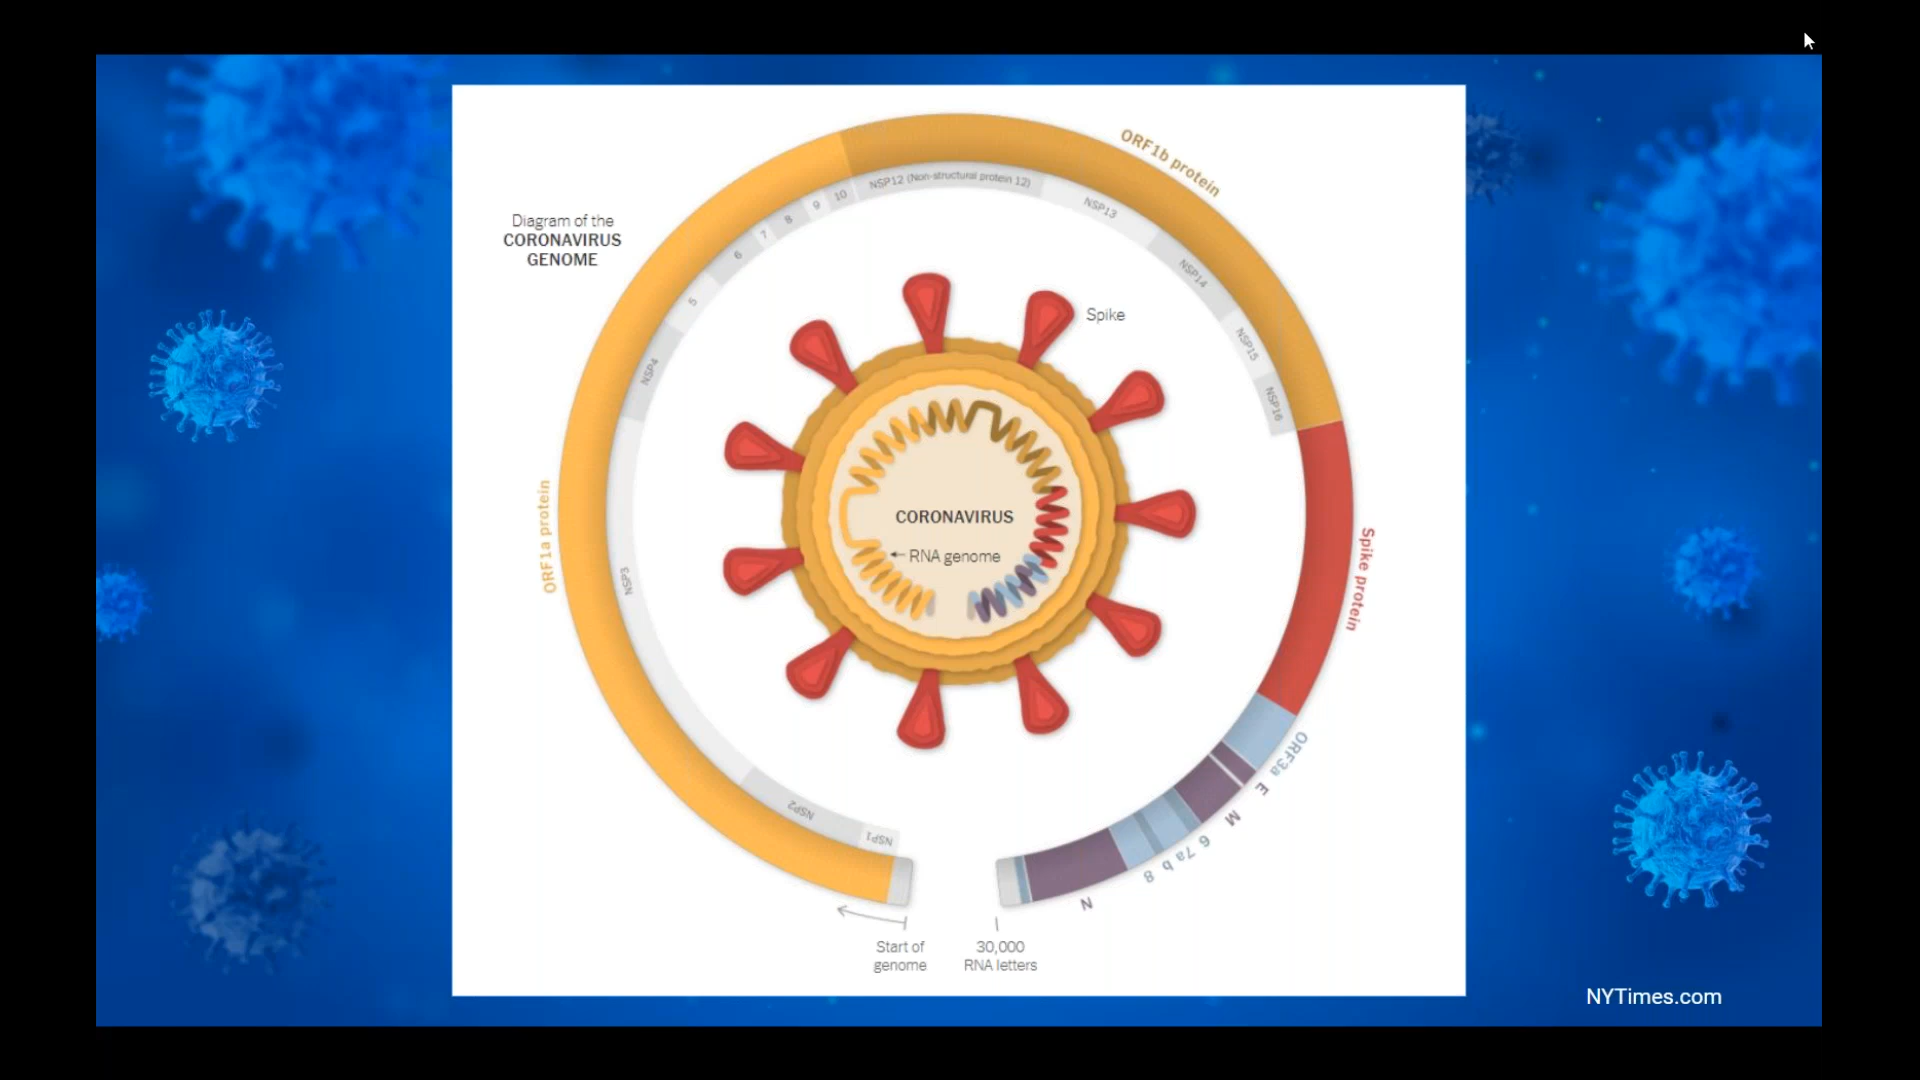 Diagram of the
CORONAVIRUS
GENOME
ORF1b protein
NSP12 (Non-structural protein 12)
NSP13
NSP14
NSP15
NSP16
10
9
8
7
6
5
NSP4
NSP3
NSP2
NSP1
ORF1a protein
Spike
CORONAVIRUS
RNA genome
Spike protein
ORF3a
E
M
6
7a
b
8
N
Start of
genome
30,000
RNA letters
NYTimes.com